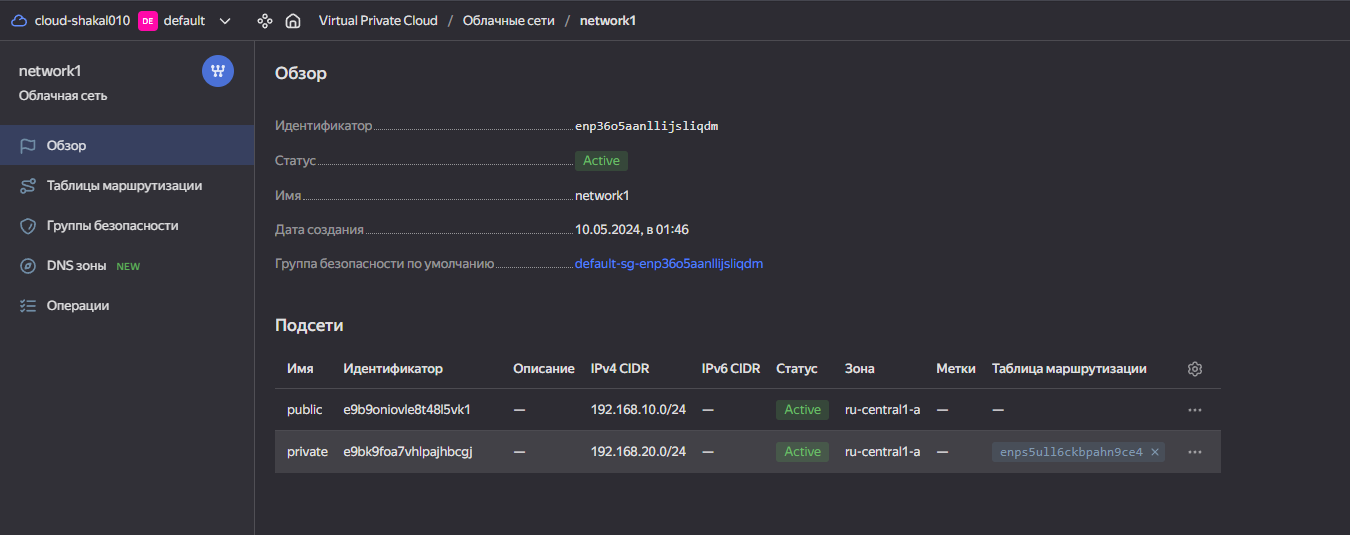 cloud-shakal010 DE default Virtual Private Cloud / Облачные сети / network1
network1
Облачная сеть
Обзор
Таблицы маршрутизации
Группы безопасности
DNS зоны NEW
Операции
Обзор
Идентификатор enp36o5aanllijsliqdm
Статус Active
Имя network1
Дата создания 10.05.2024, в 01:46
Группа безопасности по умолчанию default-sg-enp36o5aanllijsliqdm
Подсети
Имя Идентификатор Описание IPv4 CIDR IPv6 CIDR Статус Зона Метки Таблица маршрутизации
public e9b9oniovle8t48l5vk1 — 192.168.10.0/24 — Active ru-central1-a — —
private e9bk9foa7vhlpajhbcgj — 192.168.20.0/24 — Active ru-central1-a — enps5ull6ckbpahn9ce4 ×